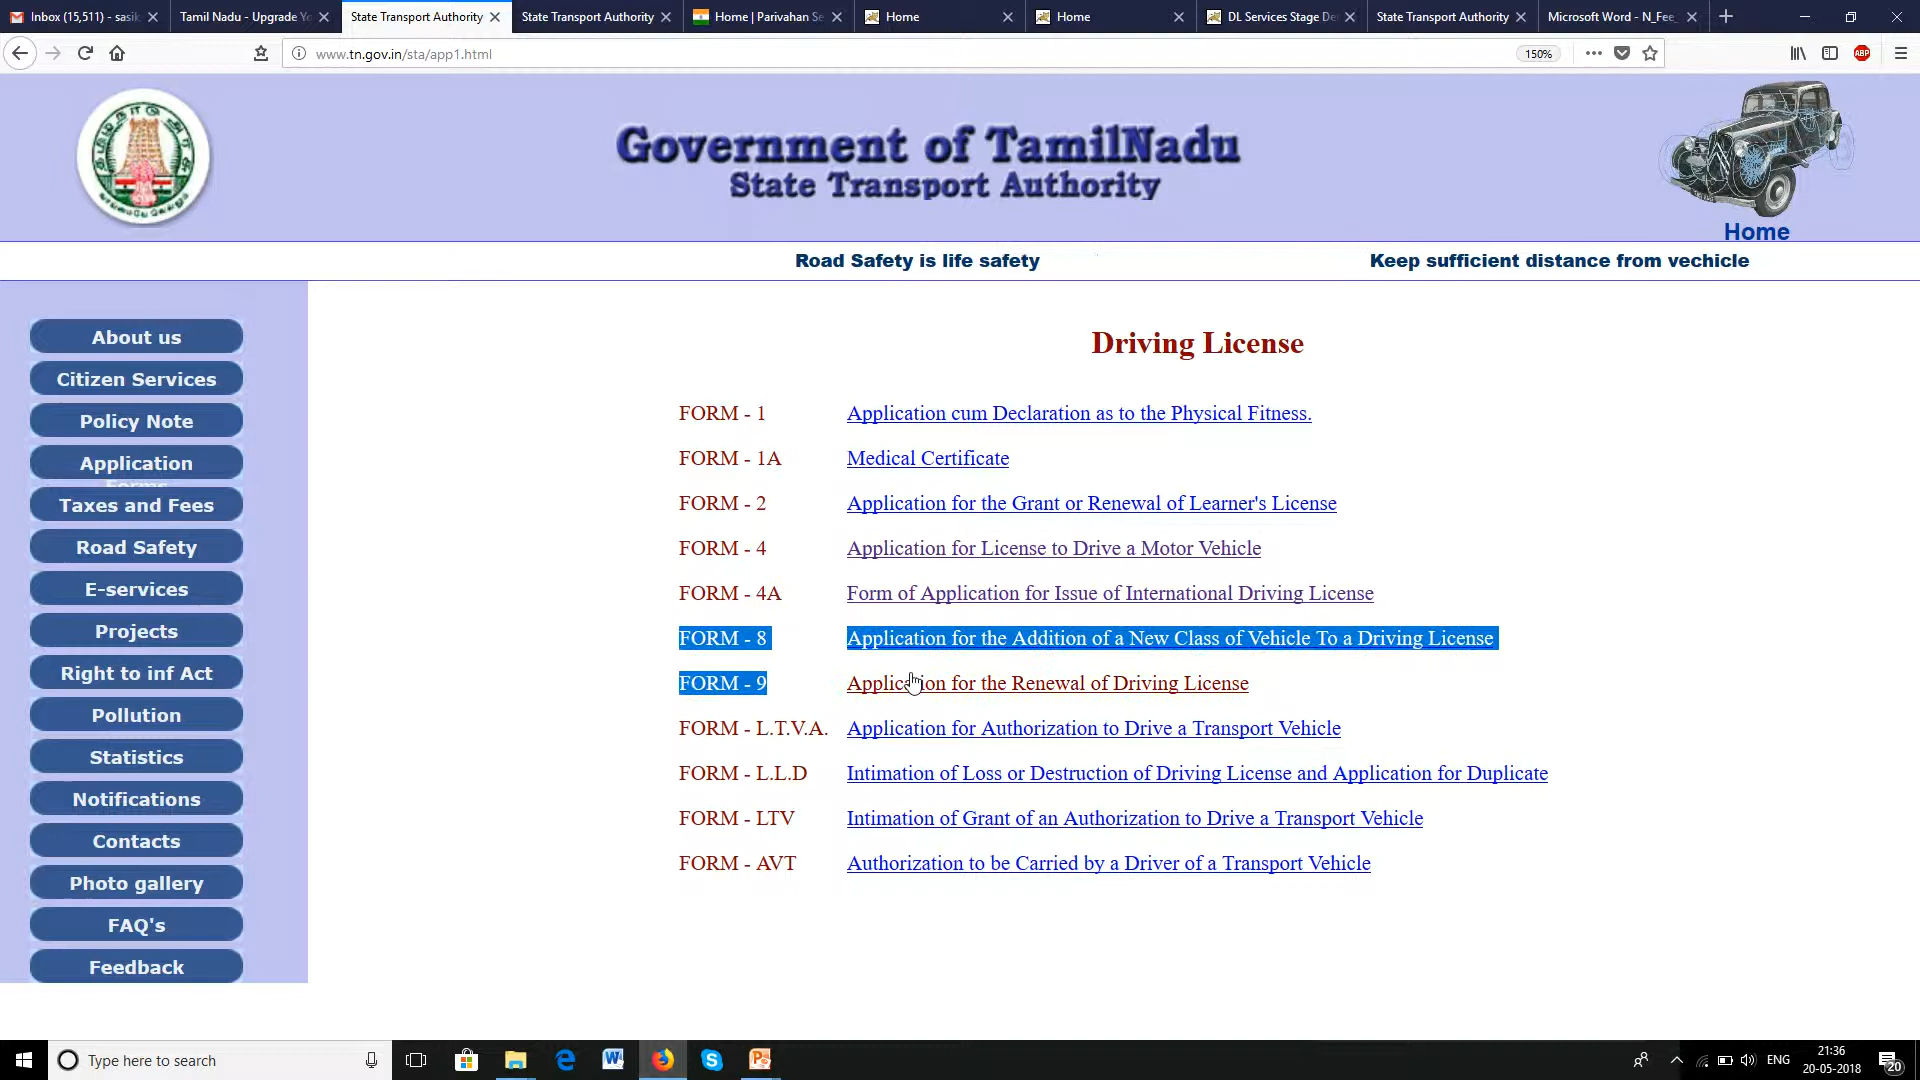 Inbox (15,511) - sasik
Tamil Nadu - Upgrade Yo
State Transport Authority
State Transport Authority
Home | Parivahan Se
Home
Home
DL Services Stage De
State Transport Authority
Microsoft Word - N_Fee_
www.tn.gov.in/sta/app1.html
150%
ABP
Government of TamilNadu
State Transport Authority
Home
Road Safety is life safety
Keep sufficient distance from vechicle
About us
Citizen Services
Policy Note
Application
Forms
Taxes and Fees
Road Safety
E-services
Projects
Right to inf Act
Pollution
Statistics
Notifications
Contacts
Photo gallery
FAQ's
Feedback
Driving License
FORM - 1 Application cum Declaration as to the Physical Fitness.
FORM - 1A Medical Certificate
FORM - 2 Application for the Grant or Renewal of Learner's License
FORM - 4 Application for License to Drive a Motor Vehicle
FORM - 4A Form of Application for Issue of International Driving License
FORM - 8 Application for the Addition of a New Class of Vehicle To a Driving License
FORM - 9 Application for the Renewal of Driving License
FORM - L.T.V.A. Application for Authorization to Drive a Transport Vehicle
FORM - L.L.D Intimation of Loss or Destruction of Driving License and Application for Duplicate
FORM - LTV Intimation of Grant of an Authorization to Drive a Transport Vehicle
FORM - AVT Authorization to be Carried by a Driver of a Transport Vehicle
Type here to search
ENG
21:36
20-05-2018
20